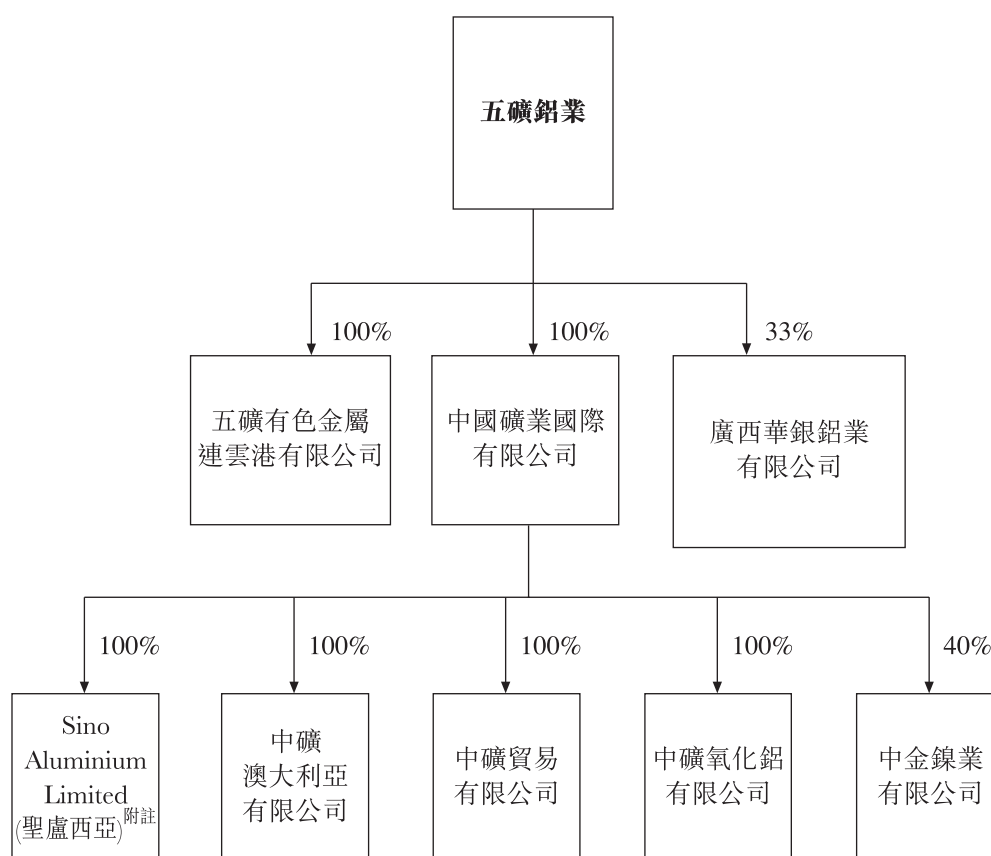 五礦鋁業
100%
100%
33%
五礦有色金屬
連雲港有限公司
中國礦業國際
有限公司
廣西華銀鋁業
有限公司
100%
100%
100%
100%
40%
Sino
Aluminium
Limited
(聖盧西亞)附註
中礦
澳大利亞
有限公司
中礦貿易
有限公司
中礦氧化鋁
有限公司
中金鎳業
有限公司